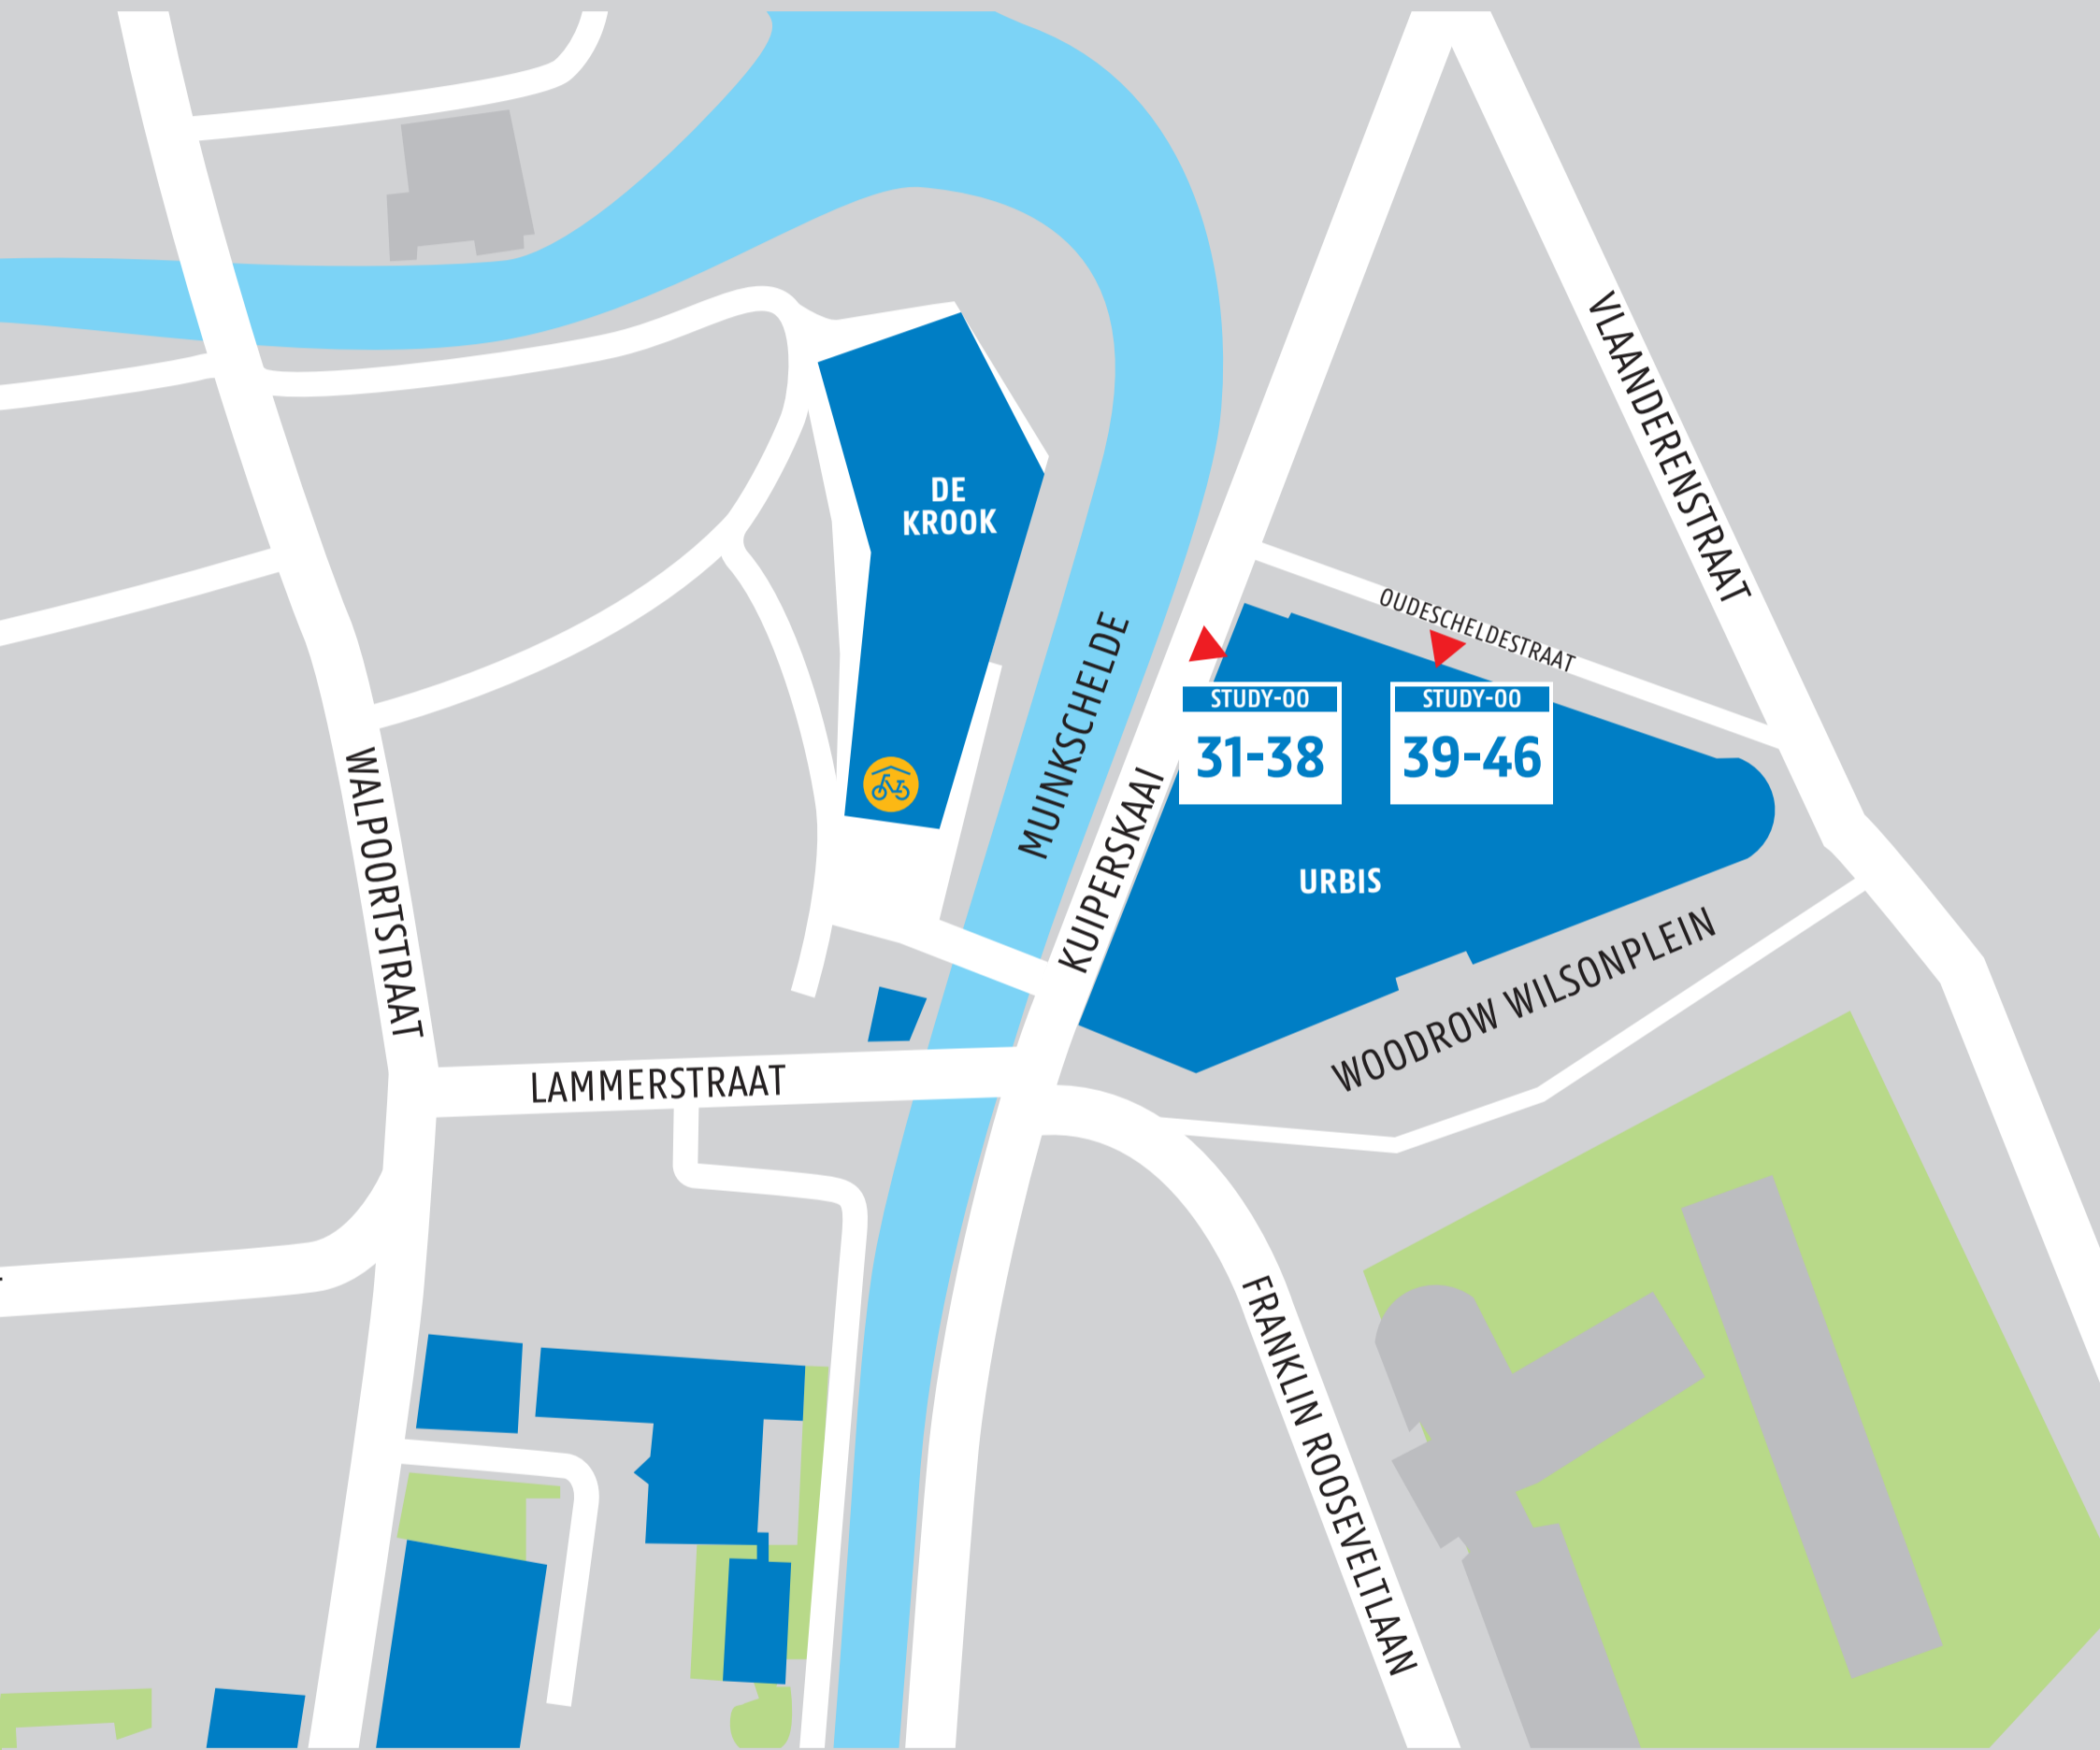 DE
KROOK
VLAANDERENSTRAAT
OUDESCHELDESTRAAT
MUINKSCHELDE
STUDY-00
31-38
STUDY-00
39-46
KUIPERSKAAI
URBIS
WALPOORTSTRAAT
WOODROW WILSONPLEIN
LAMMERSTRAAT
FRANKLIN ROOSEVELTLAAN